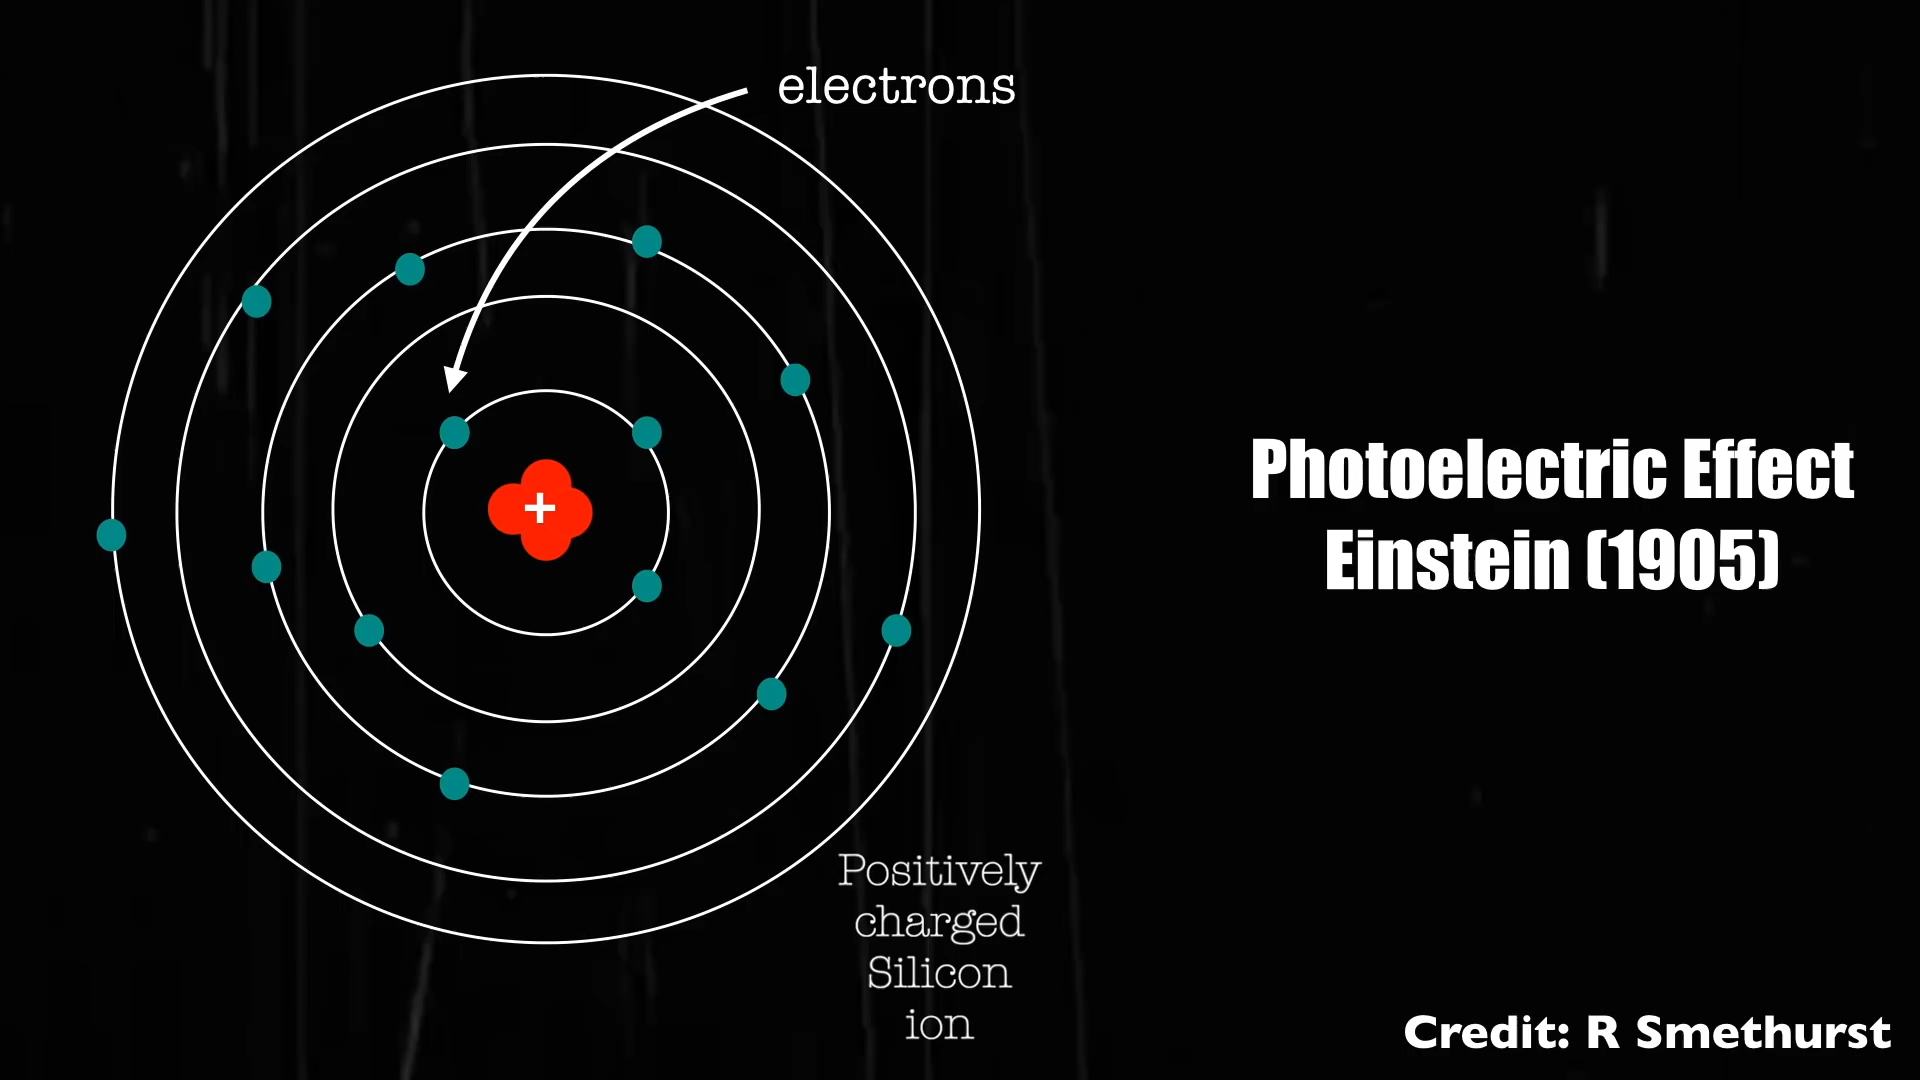 electrons
+
Photoelectric Effect
Einstein (1905)
Positively
charged
Silicon
ion
Credit: R Smethurst